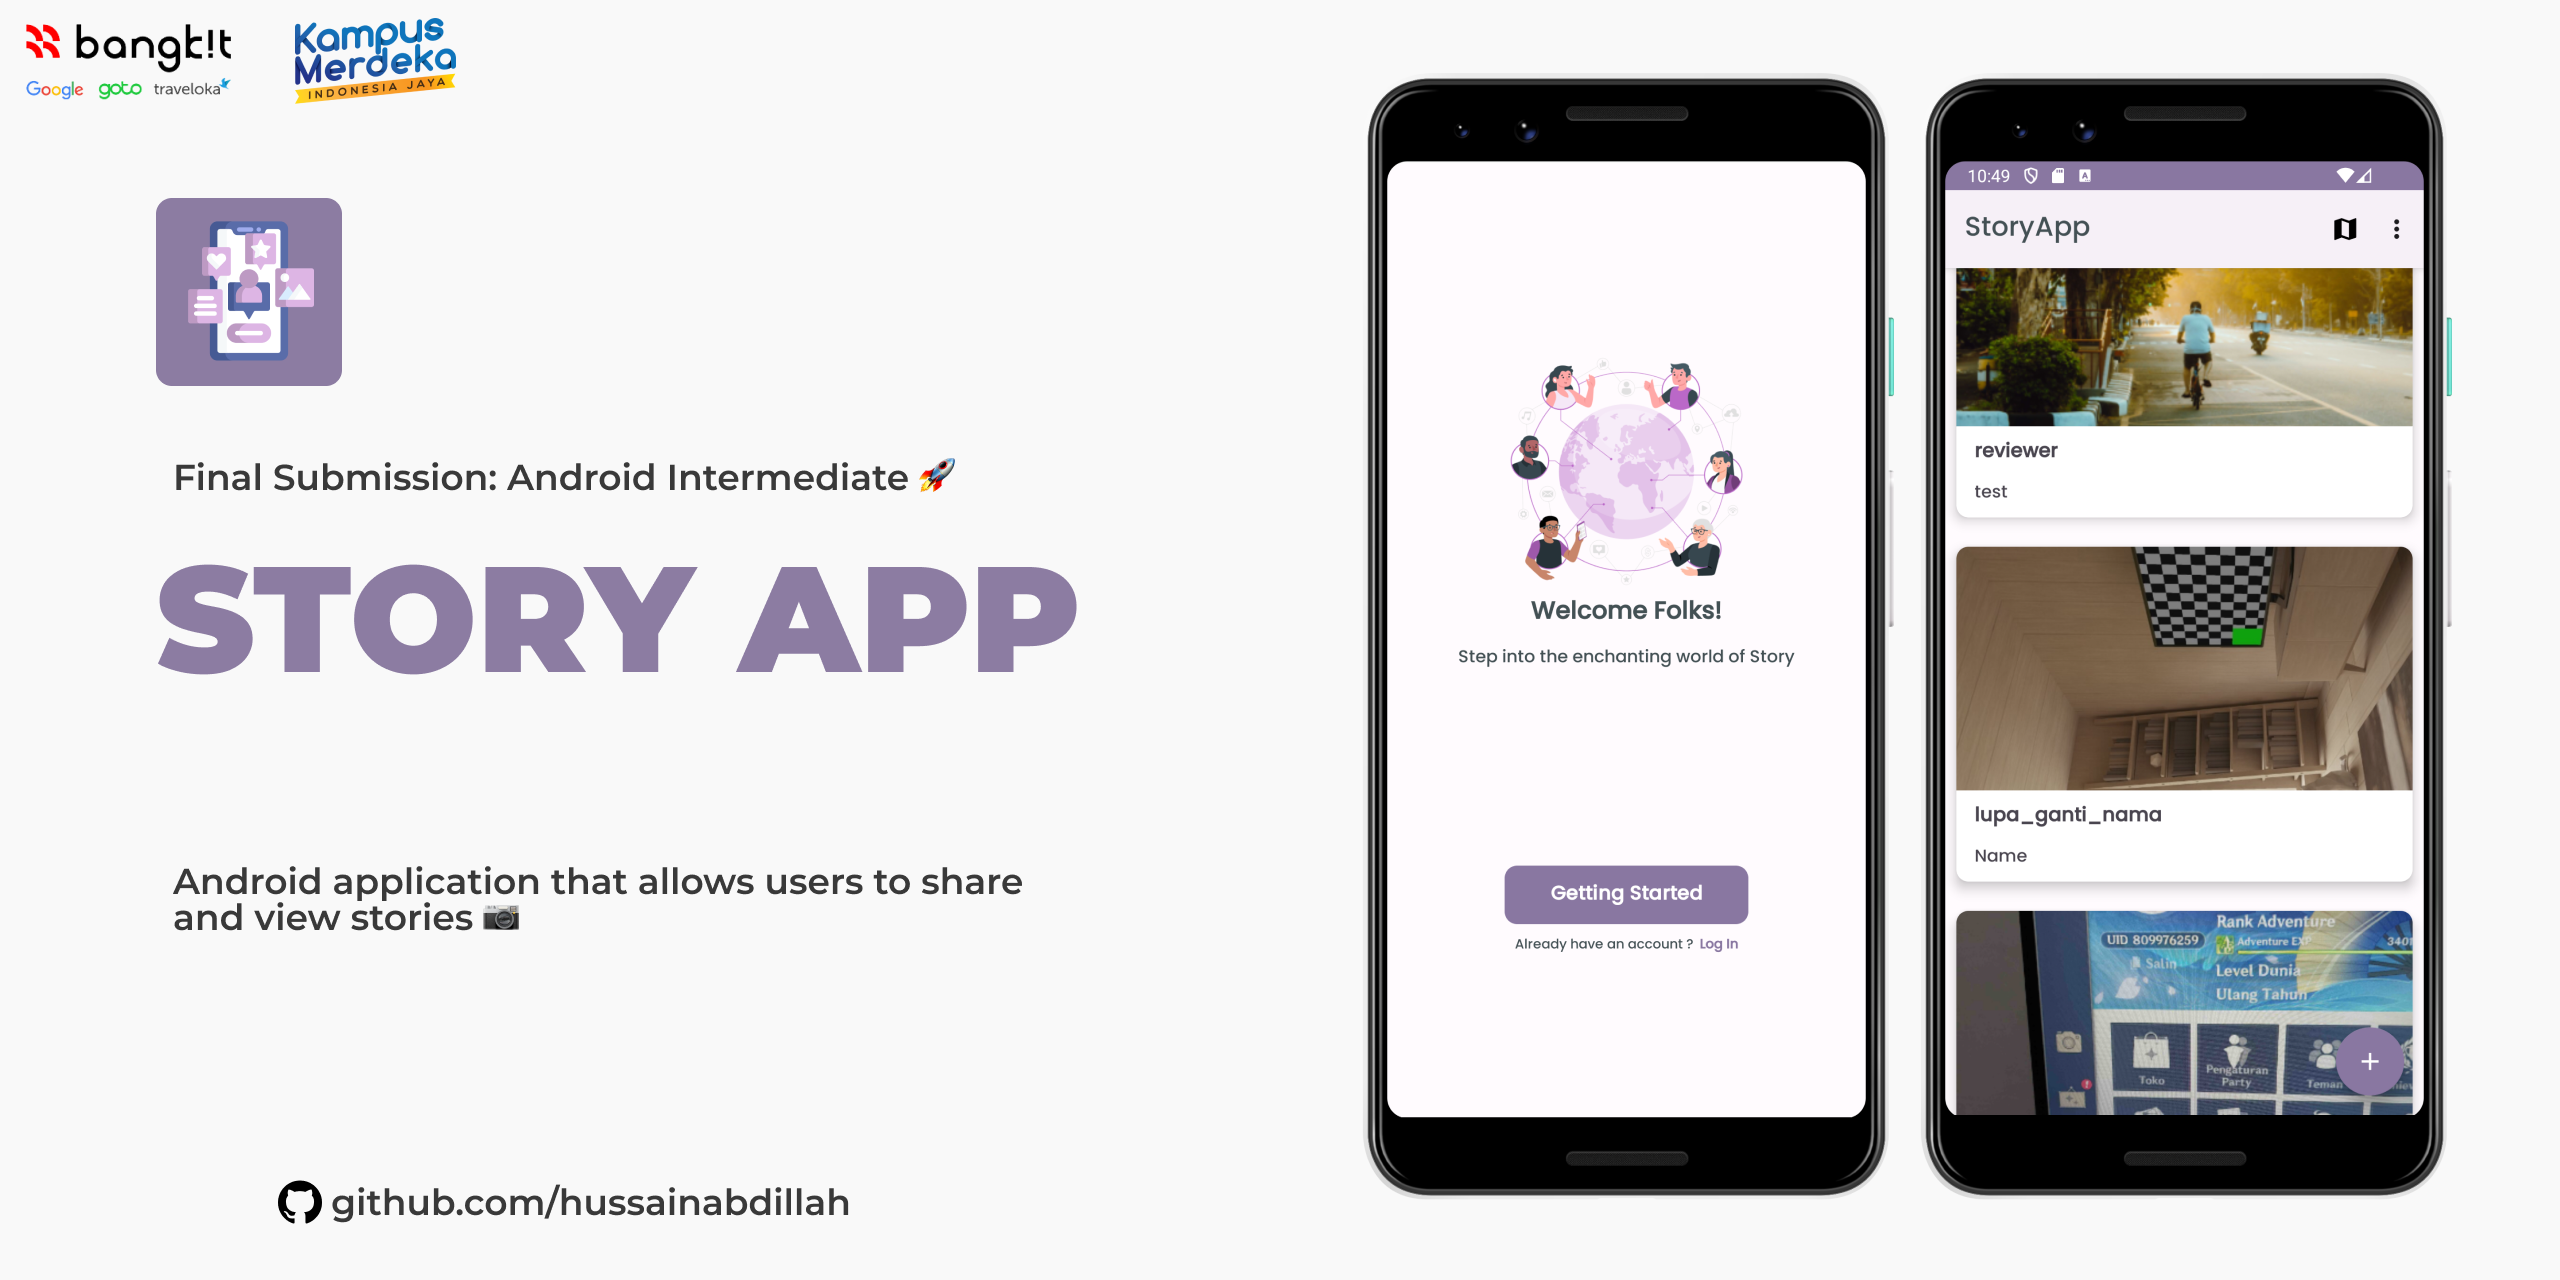 bangk!t
Google goto traveloka
Kampus
Merdeka
INDONESIA JAYA
Final Submission: Android Intermediate 🚀
STORY APP
Android application that allows users to share
and view stories 📷
github.com/hussainabdillah
Welcome Folks!
Step into the enchanting world of Story
Getting Started
Already have an account ? Log In
10:49
StoryApp
reviewer
test
lupa_ganti_nama
Name
Rank Adventure
UID 809976259
Adventure EXP
3401
Salin
Level Dunia
Ulang Tahun
Toko
Pengaturan
Party
Teman
+